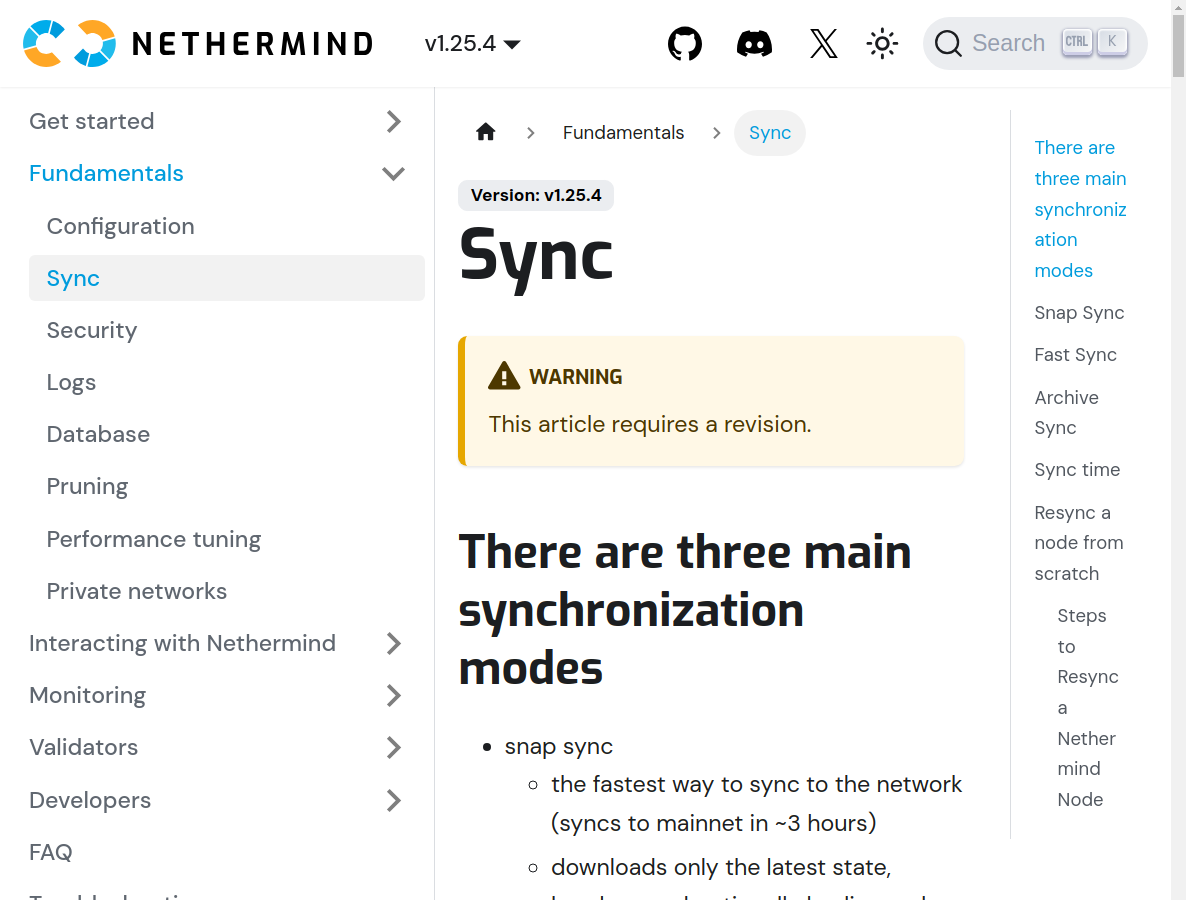 NETHERMIND
v1.25.4
Search
CTRL
K
Get started
Fundamentals
Configuration
Sync
Security
Logs
Database
Pruning
Performance tuning
Private networks
Interacting with Nethermind
Monitoring
Validators
Developers
FAQ
Fundamentals
Sync
Version: v1.25.4
Sync
WARNING
This article requires a revision.
There are three main
synchronization
modes
snap sync
the fastest way to sync to the network
(syncs to mainnet in ~3 hours)
downloads only the latest state,
There are
three main
synchroniz
ation
modes
Snap Sync
Fast Sync
Archive
Sync
Sync time
Resync a
node from
scratch
Steps
to
Resync
a
Nether
mind
Node